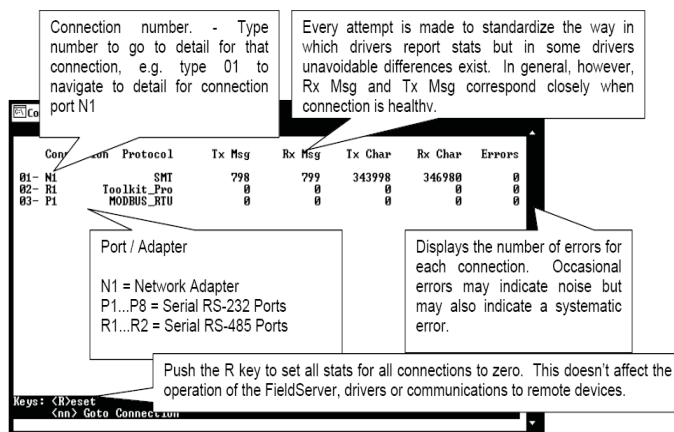 Connection number. - Type
number to go to detail for that
connection, e.g. type 01 to
navigate to detail for connection
port N1
Every attempt is made to standardize the way in
which drivers report stats but in some drivers
unavoidable differences exist. In general, however,
Rx Msg and Tx Msg correspond closely when
connection is healthy.
Co
Conn ion Protocol Tx Msg Rx Msg Tx Char Rx Char Errors
01- N1 SMT 798 799 343998 346980 0
02- R1 Toolkit_Pro 0 0 0 0 0
03- P1 MODBUS_RTU 0 0 0 0 0
Port / Adapter
N1 = Network Adapter
P1...P8 = Serial RS-232 Ports
R1...R2 = Serial RS-485 Ports
Displays the number of errors for
each connection. Occasional
errors may indicate noise but
may also indicate a systematic
error.
Push the R key to set all stats for all connections to zero. This doesn't affect the
operation of the FieldServer, drivers or communications to remote devices.
Keys: <R>eset
<nn> Goto Connection